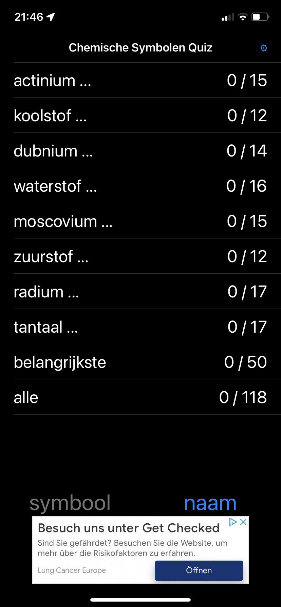 21:46
Chemische Symbolen Quiz
actinium ... 0 / 15
koolstof ... 0 / 12
dubnium ... 0 / 14
waterstof ... 0 / 16
moscovium ... 0 / 15
zuurstof ... 0 / 12
radium ... 0 / 17
tantaal ... 0 / 17
belangrijkste 0 / 50
alle 0 / 118
symbool naam
Besuch uns unter Get Checked
Sind Sie gefährdet? Besuchen Sie die Website, um
mehr über die Risikofaktoren zu erfahren.
Lung Cancer Europe Öffnen